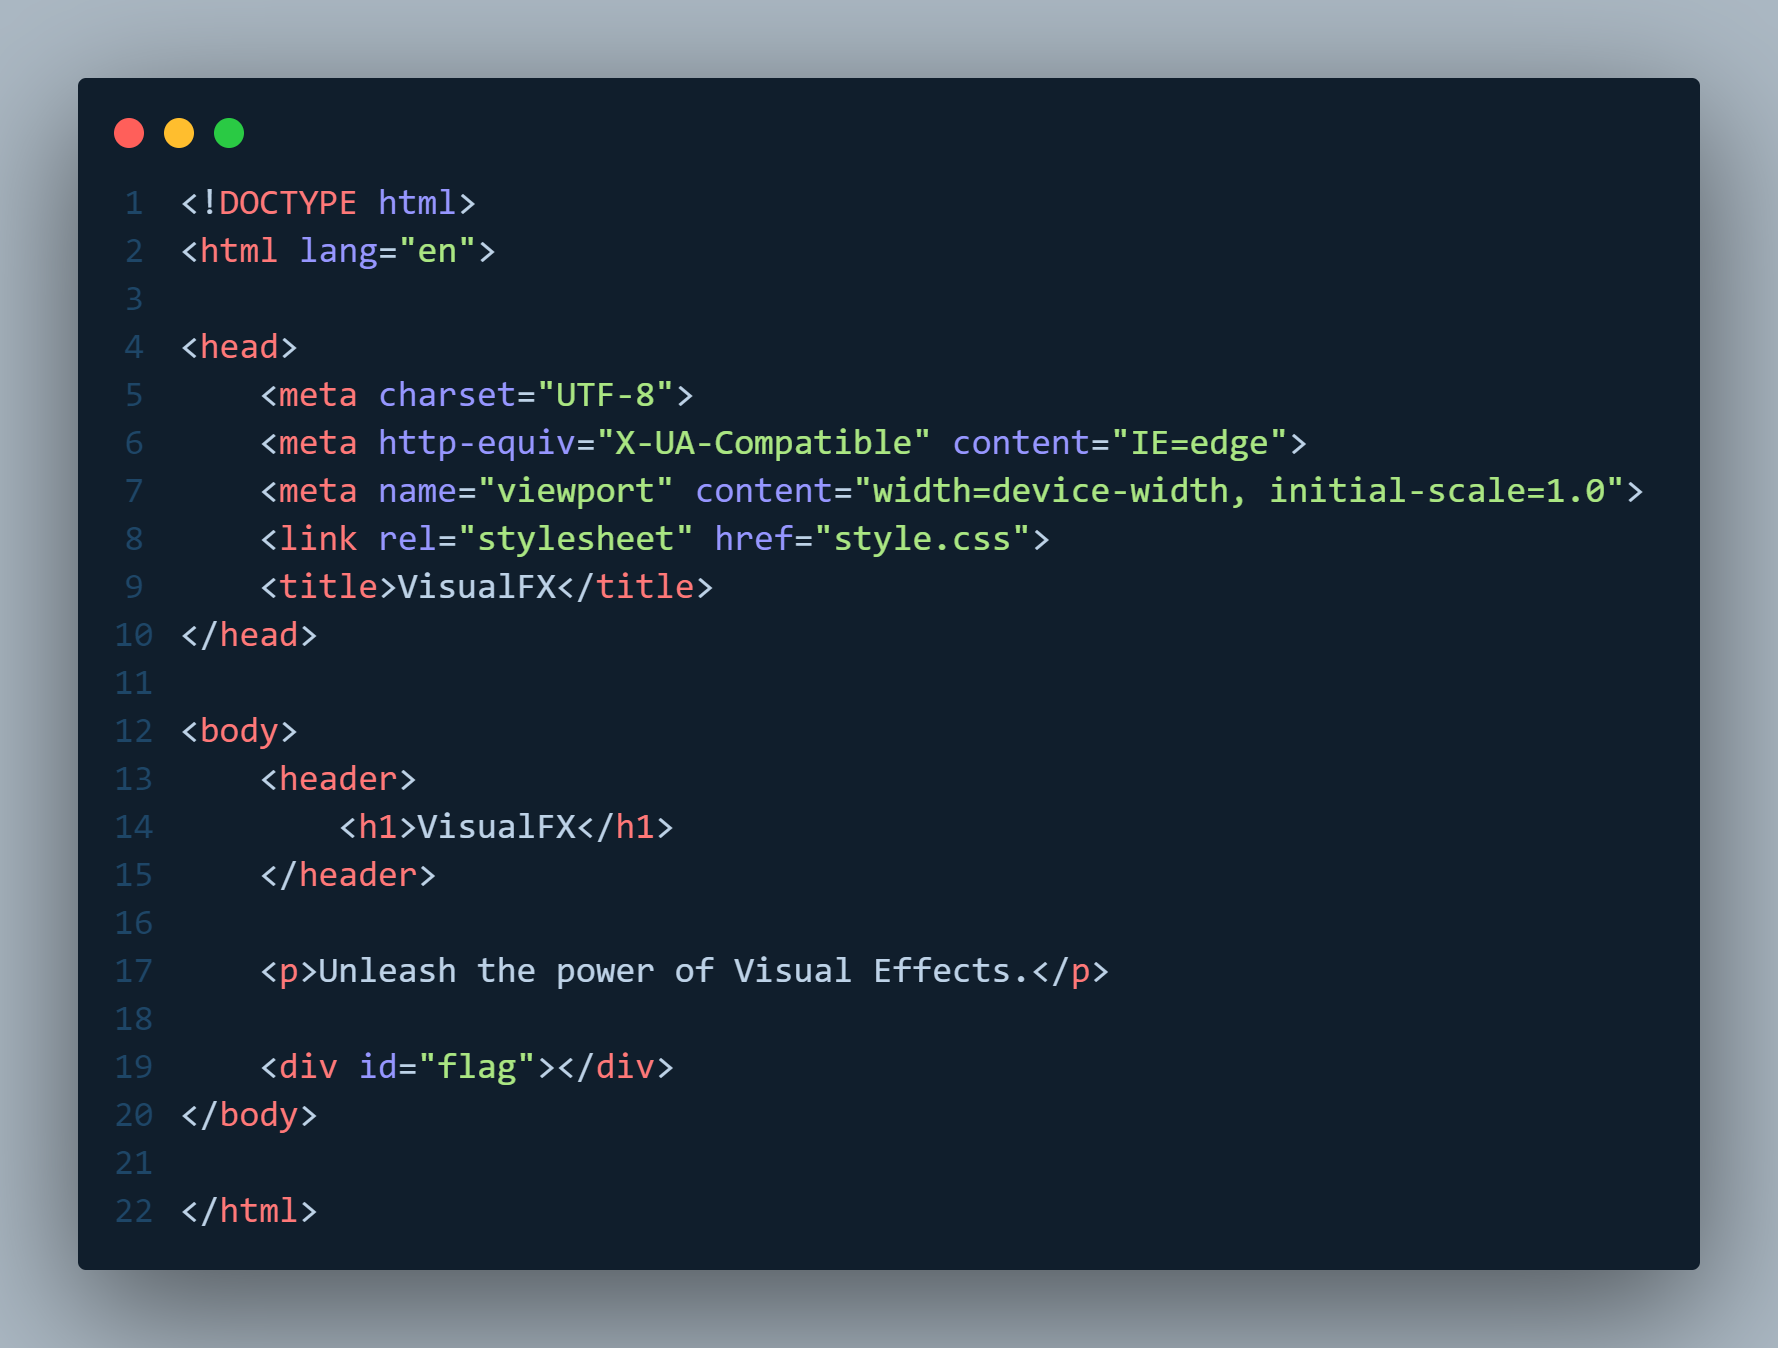 1 <!DOCTYPE html>
2 <html lang="en">
3
4 <head>
5     <meta charset="UTF-8">
6     <meta http-equiv="X-UA-Compatible" content="IE=edge">
7     <meta name="viewport" content="width=device-width, initial-scale=1.0">
8     <link rel="stylesheet" href="style.css">
9     <title>VisualFX</title>
10 </head>
11
12 <body>
13     <header>
14         <h1>VisualFX</h1>
15     </header>
16
17     <p>Unleash the power of Visual Effects.</p>
18
19     <div id="flag"></div>
20 </body>
21
22 </html>